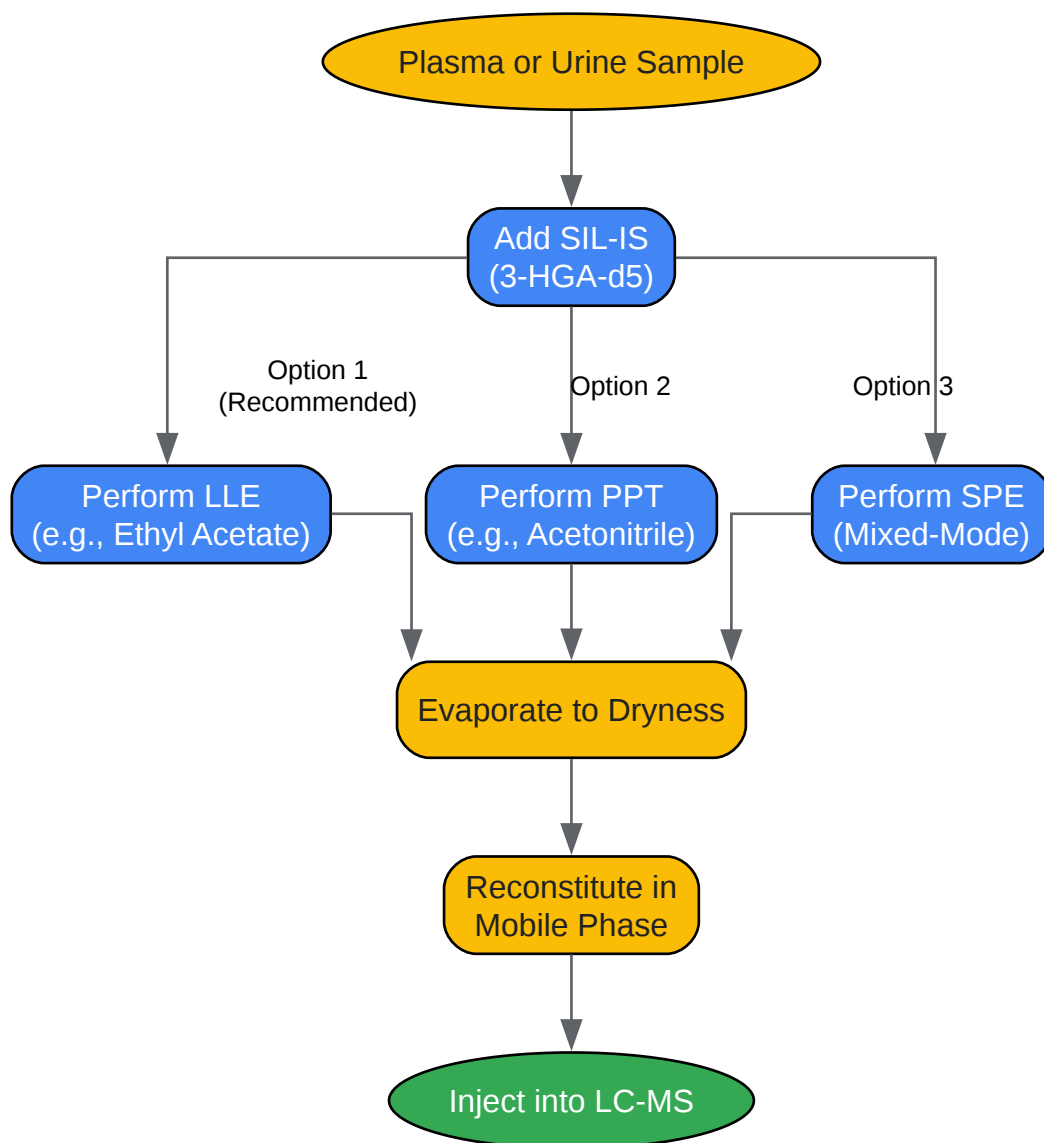 Plasma or Urine Sample
Add SIL-IS
(3-HGA-d5)
Option 1
(Recommended)
Option 2
Option 3
Perform LLE
(e.g., Ethyl Acetate)
Perform PPT
(e.g., Acetonitrile)
Perform SPE
(Mixed-Mode)
Evaporate to Dryness
Reconstitute in
Mobile Phase
Inject into LC-MS